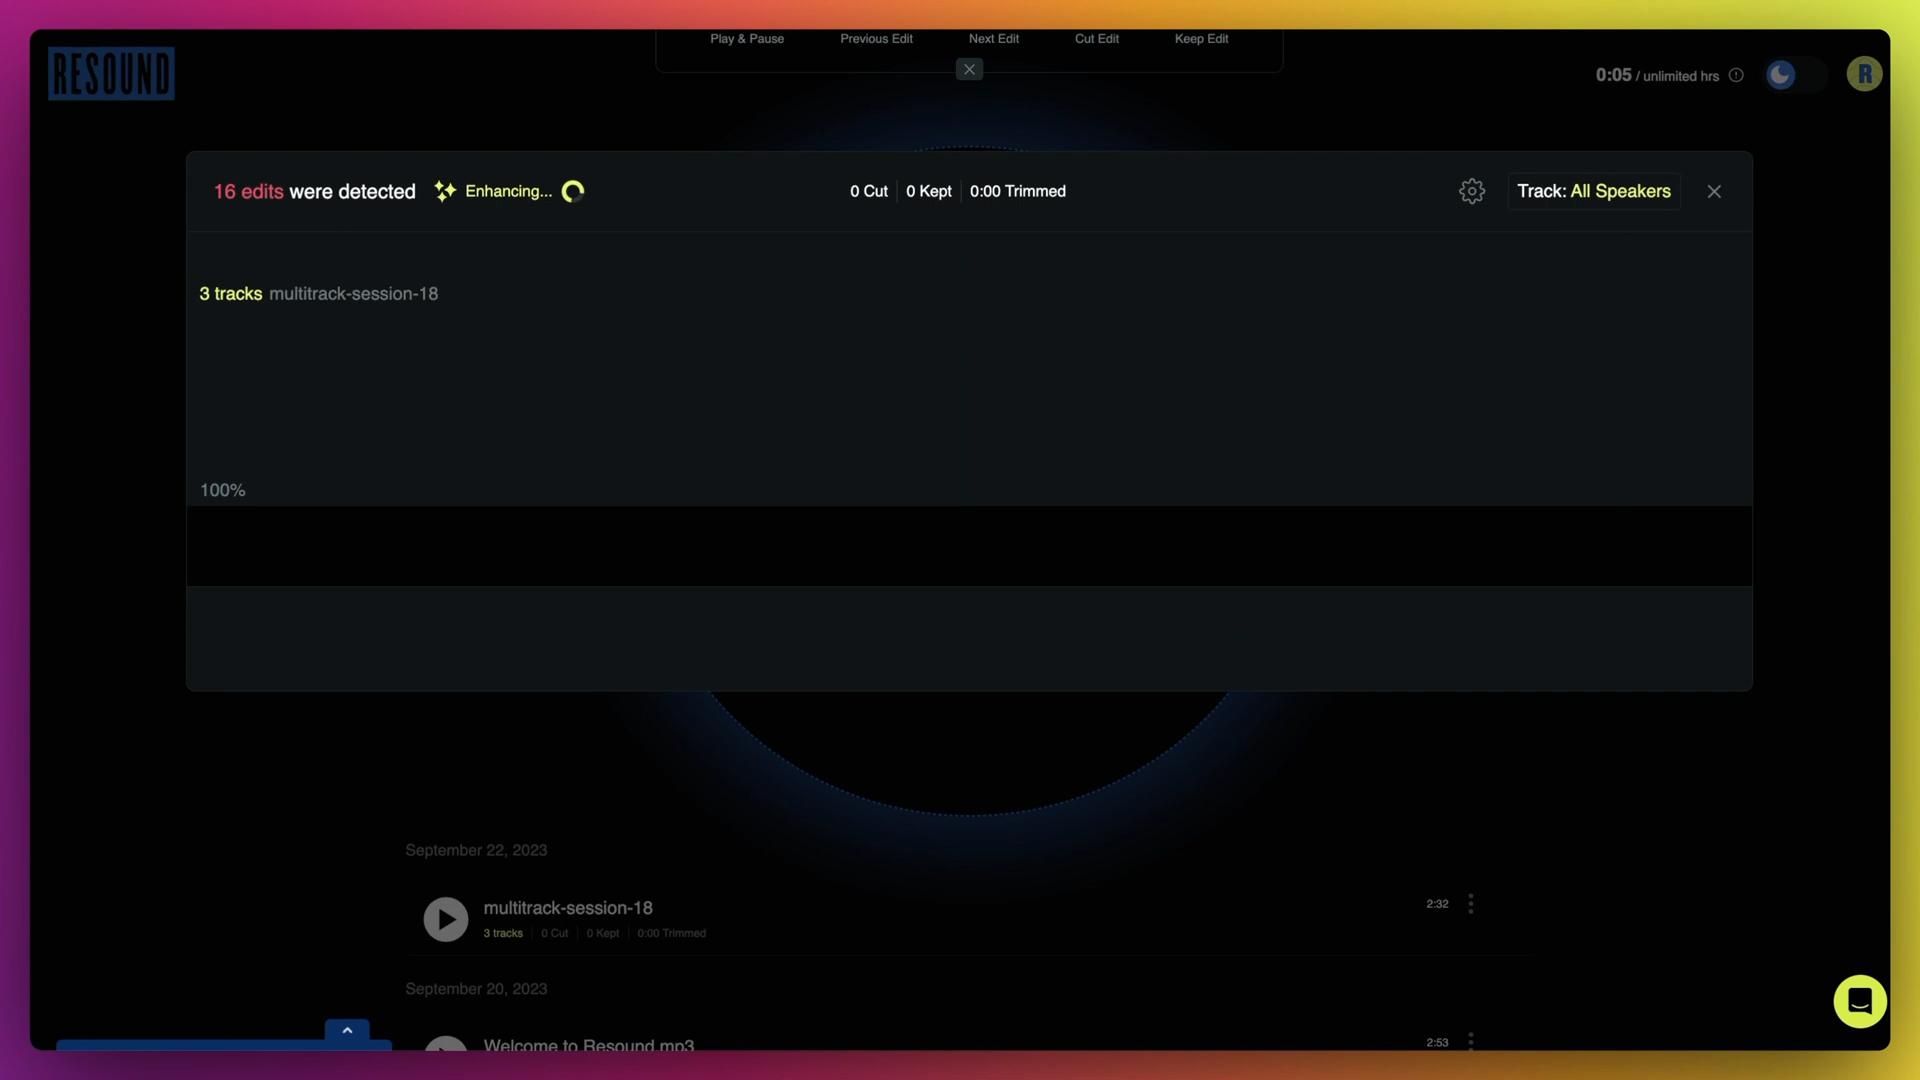 Play & Pause Previous Edit Next Edit Cut Edit Keep Edit
RESOUND
0:05 / unlimited hrs
R
16 edits were detected Enhancing... 0 Cut 0 Kept 0:00 Trimmed Track: All Speakers
3 tracks multitrack-session-18
100%
September 22, 2023
multitrack-session-18 2:32
3 tracks 0 Cut 0 Kept 0:00 Trimmed
September 20, 2023
Welcome to Resound.mp3 2:53